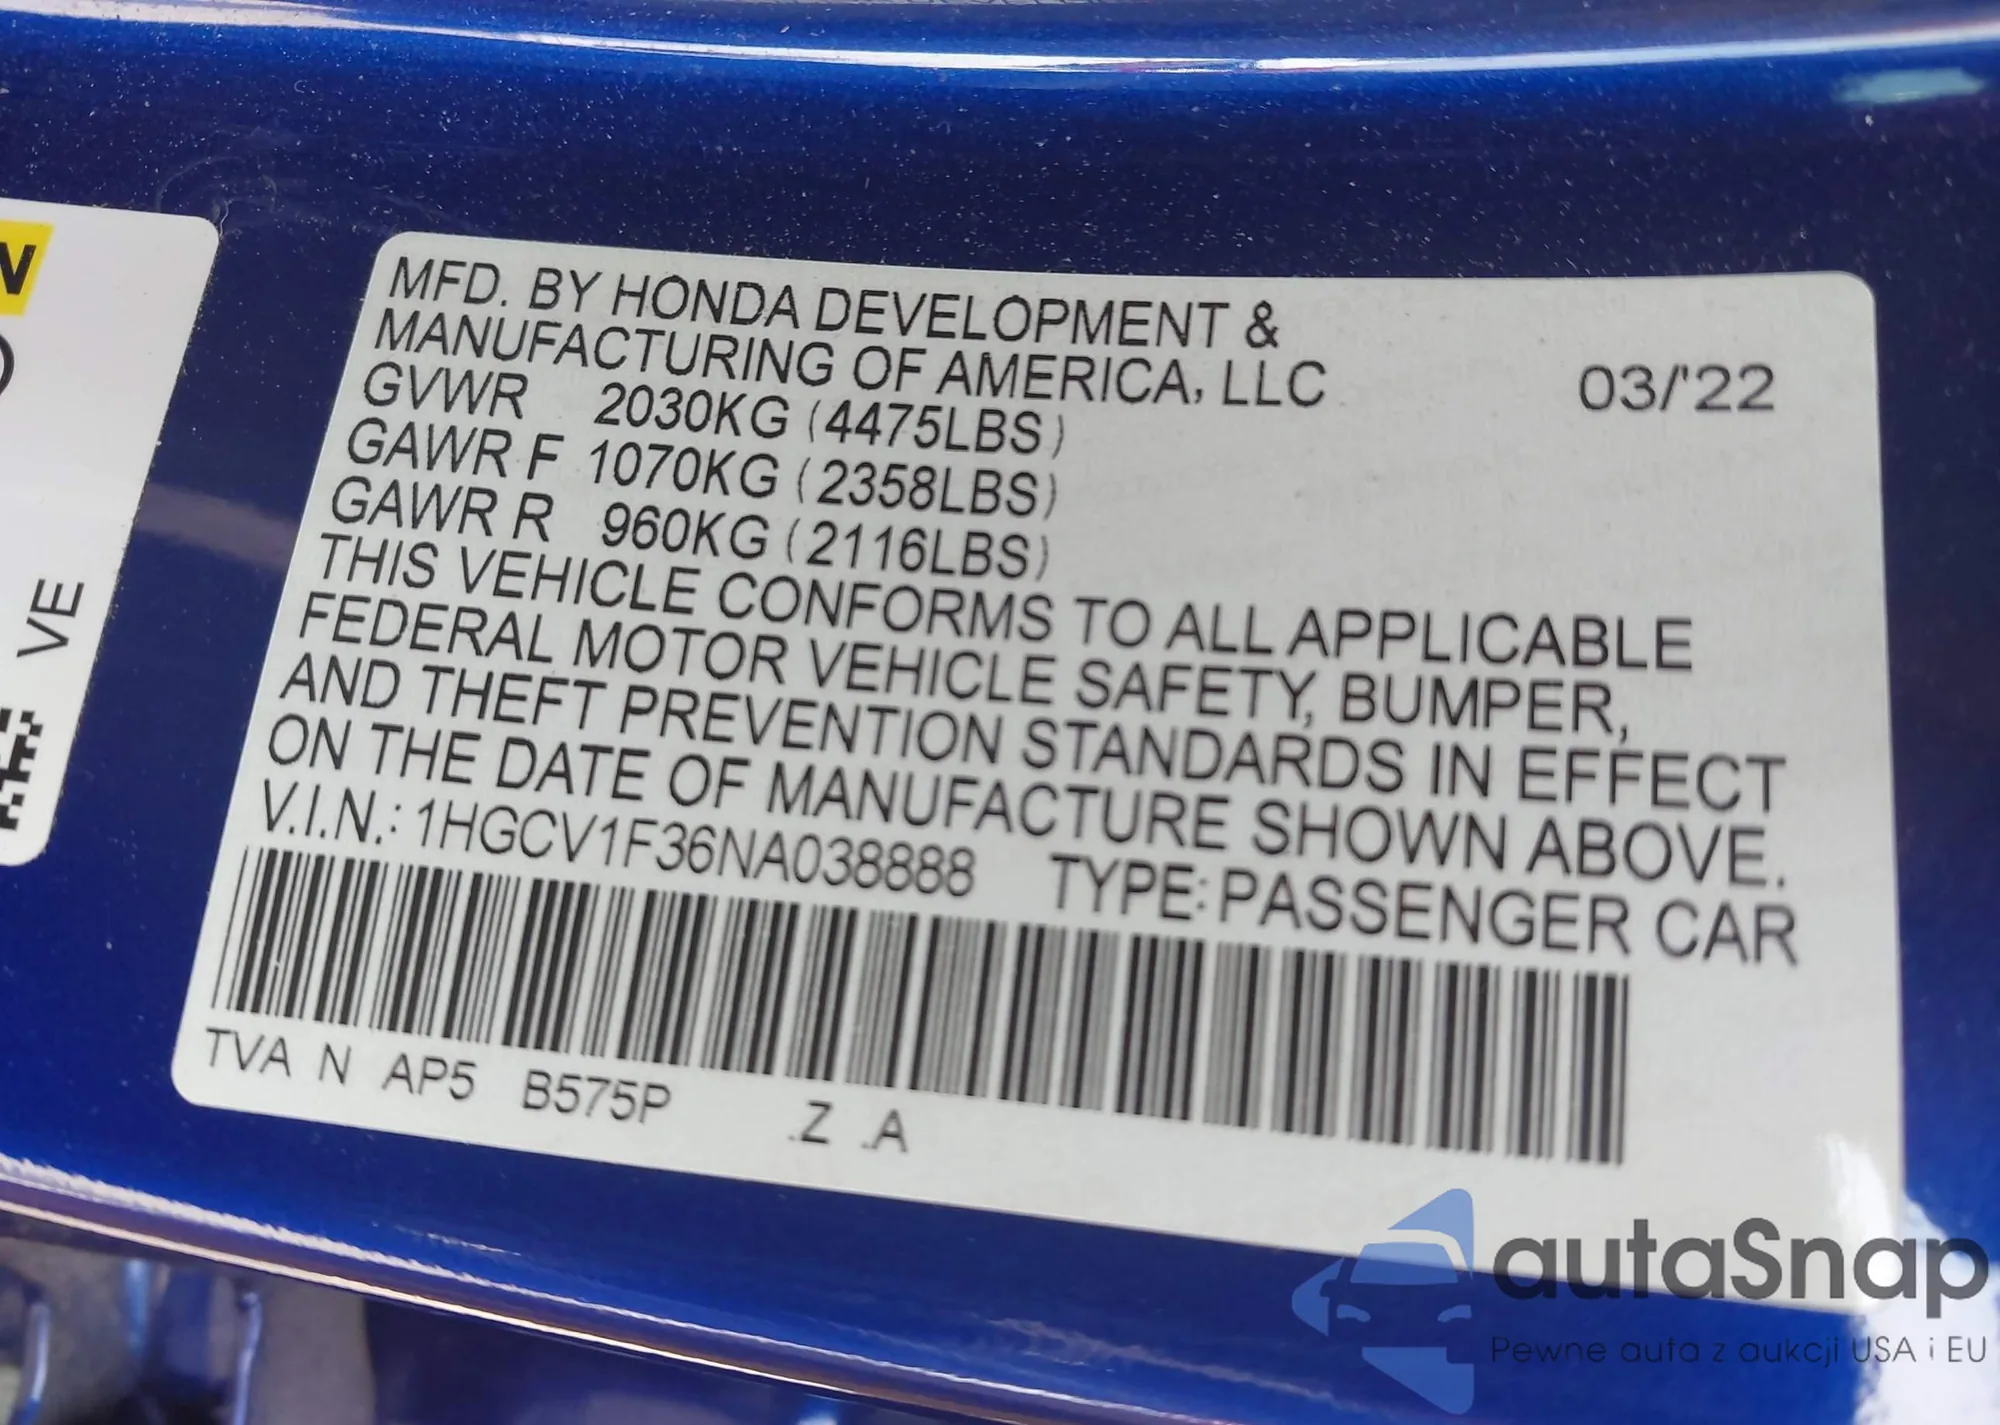 MFD. BY HONDA DEVELOPMENT &
MANUFACTURING OF AMERICA, LLC 03/'22
GVWR 2030KG (4475LBS)
GAWR F 1070KG (2358LBS)
GAWR R 960KG (2116LBS)
THIS VEHICLE CONFORMS TO ALL APPLICABLE
FEDERAL MOTOR VEHICLE SAFETY, BUMPER,
AND THEFT PREVENTION STANDARDS IN EFFECT
ON THE DATE OF MANUFACTURE SHOWN ABOVE.
V.I.N.: 1HGCV1F36NA038888 TYPE: PASSENGER CAR
TVA N AP5 B575P .Z .A
N
VE
autaSnap
Pewne auta z aukcji USA i EU